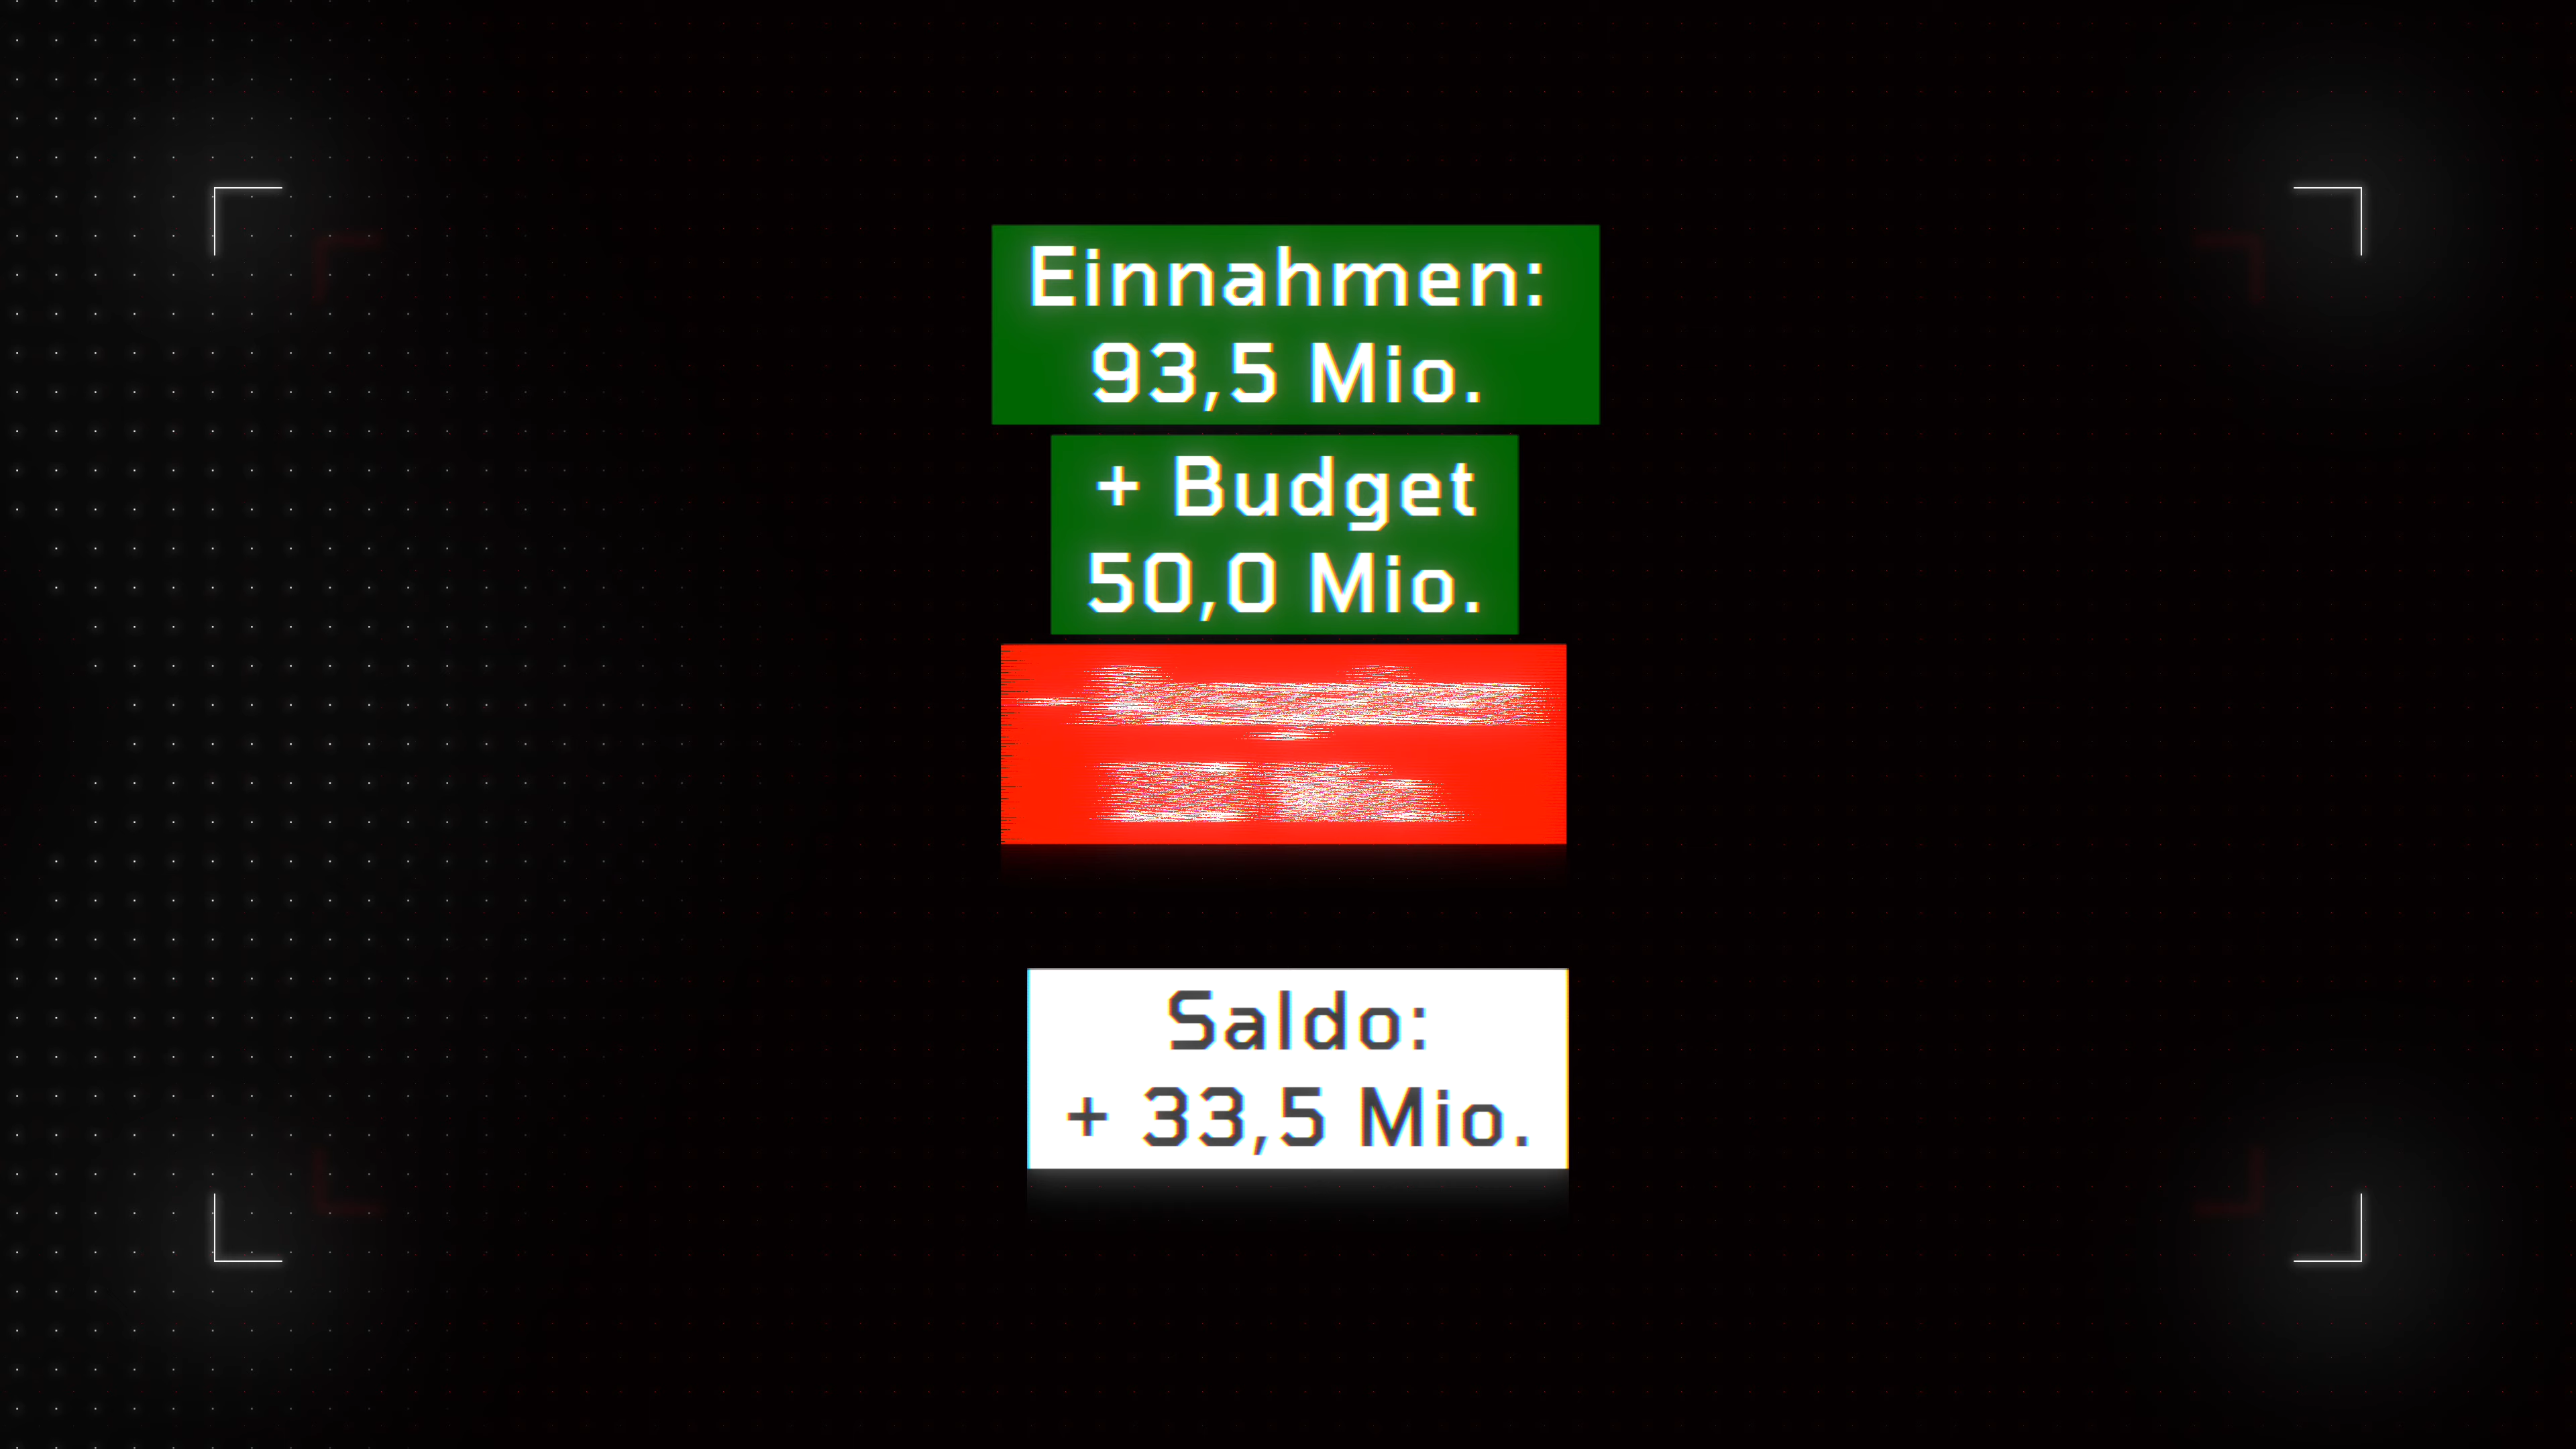 Einnahmen:
93,5 Mio.
+ Budget
50,0 Mio.
Saldo:
+ 33,5 Mio.